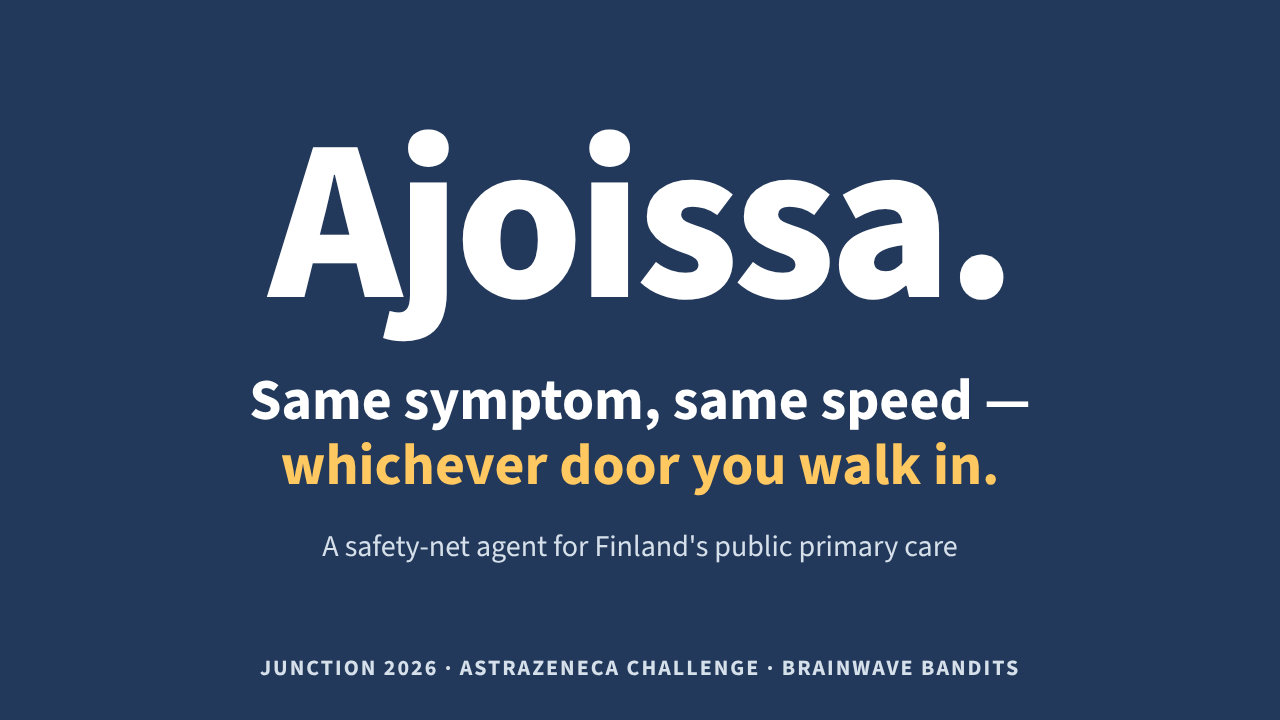 Ajoissa.
Same symptom, same speed —
whichever door you walk in.
A safety-net agent for Finland's public primary care
JUNCTION 2026 · ASTRAZENECA CHALLENGE · BRAINWAVE BANDITS